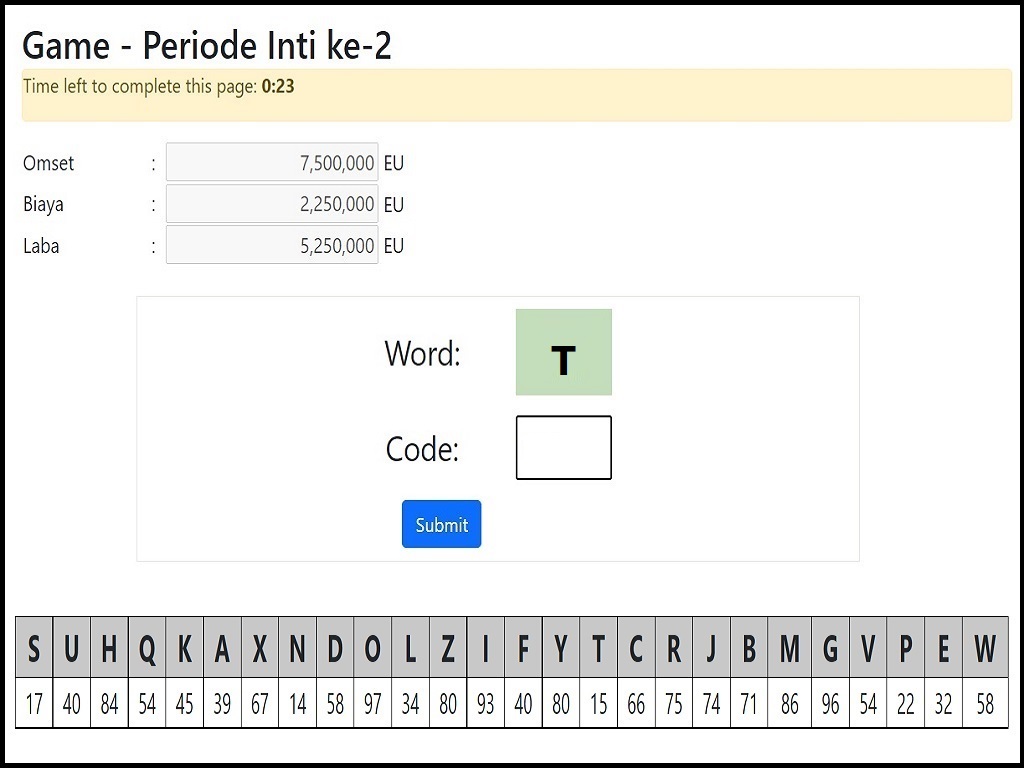 Game - Periode Inti ke-2
Time left to complete this page: 0:23
Omset : 7,500,000 EU
Biaya : 2,250,000 EU
Laba : 5,250,000 EU
Word: T
Code:
Submit
S U H Q K A X N D O L Z I F Y T C R J B M G V P E W
17 40 84 54 45 39 67 14 58 97 34 80 93 40 80 15 66 75 74 71 86 96 54 22 32 58